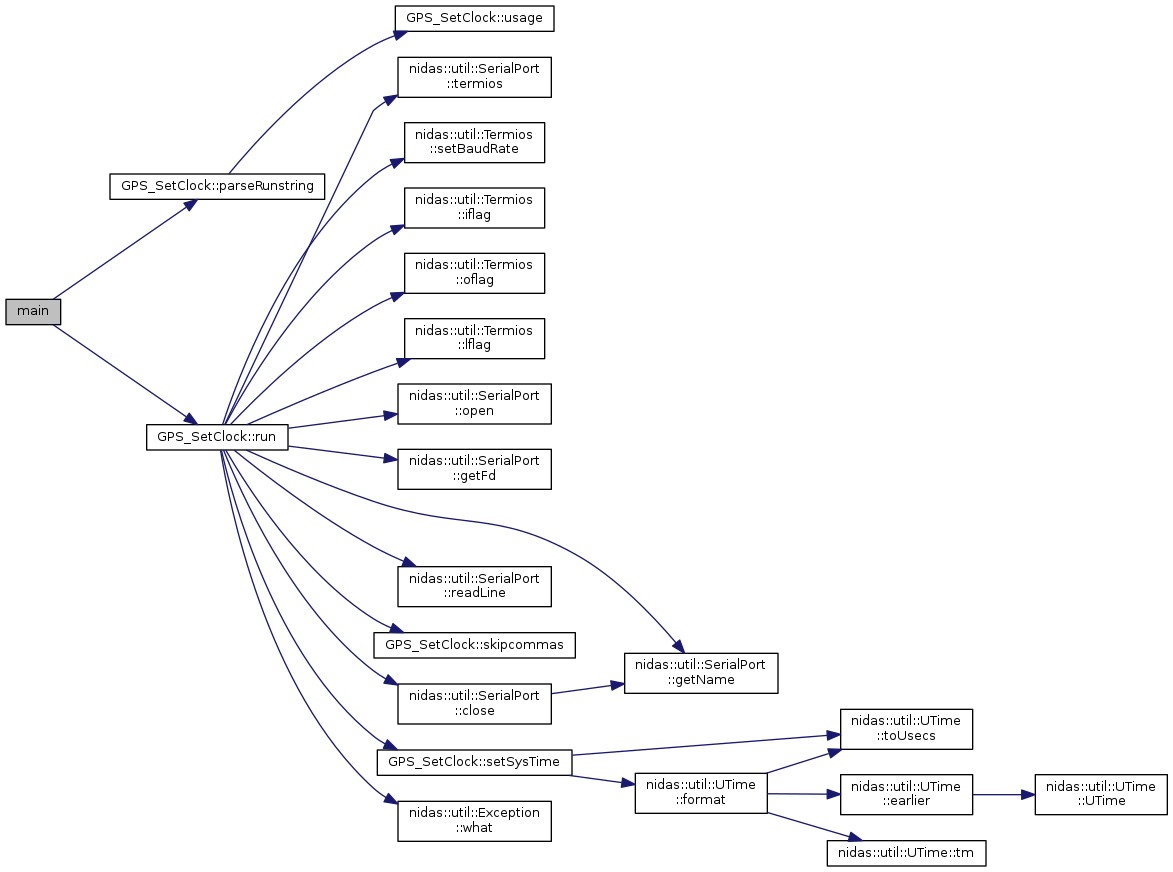 GPS_SetClock::usage
nidas::util::SerialPort
::termios
nidas::util::Termios
::setBaudRate
GPS_SetClock::parseRunstring
nidas::util::Termios
::iflag
nidas::util::Termios
::oflag
main
nidas::util::Termios
::lflag
nidas::util::SerialPort
::open
GPS_SetClock::run
nidas::util::SerialPort
::getFd
nidas::util::SerialPort
::readLine
GPS_SetClock::skipcommas
nidas::util::SerialPort
::getName
nidas::util::SerialPort
::close
nidas::util::UTime
::toUsecs
GPS_SetClock::setSysTime
nidas::util::UTime
::format
nidas::util::UTime
::earlier
nidas::util::UTime
::UTime
nidas::util::Exception
::what
nidas::util::UTime::tm